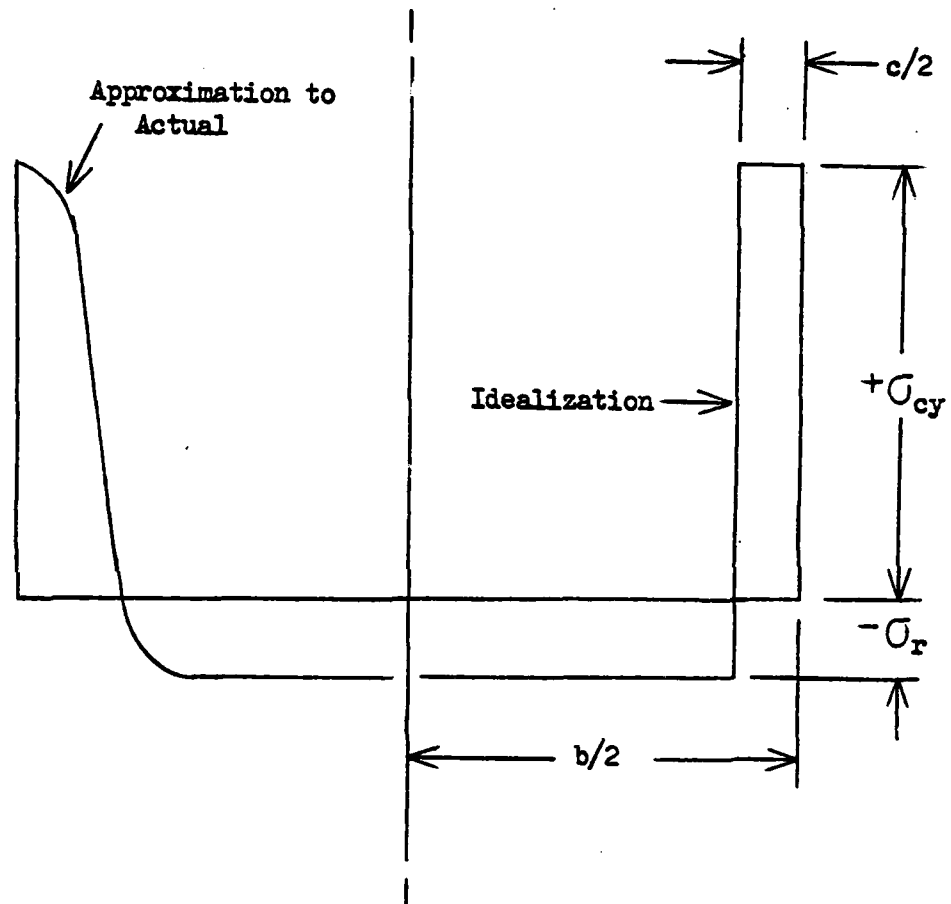 c/2
Approximation to
Actual
Idealization
+σcy
-σr
b/2